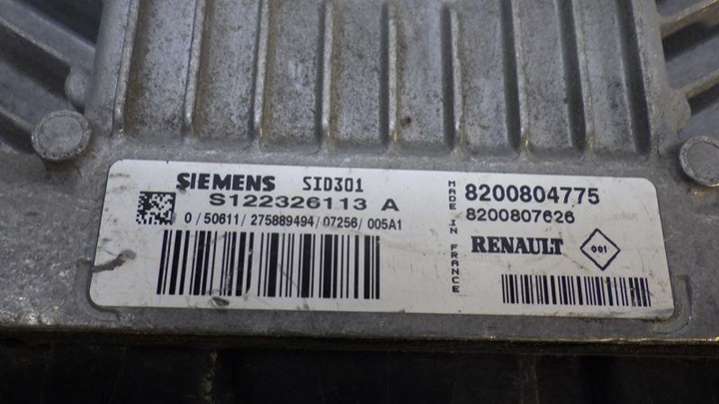 SIEMENS SID301
S122326113 A
0 / 50611 / 275889494 / 07256 / 005A1
MADE IN FRANCE
8200804775
8200807626
RENAULT 001